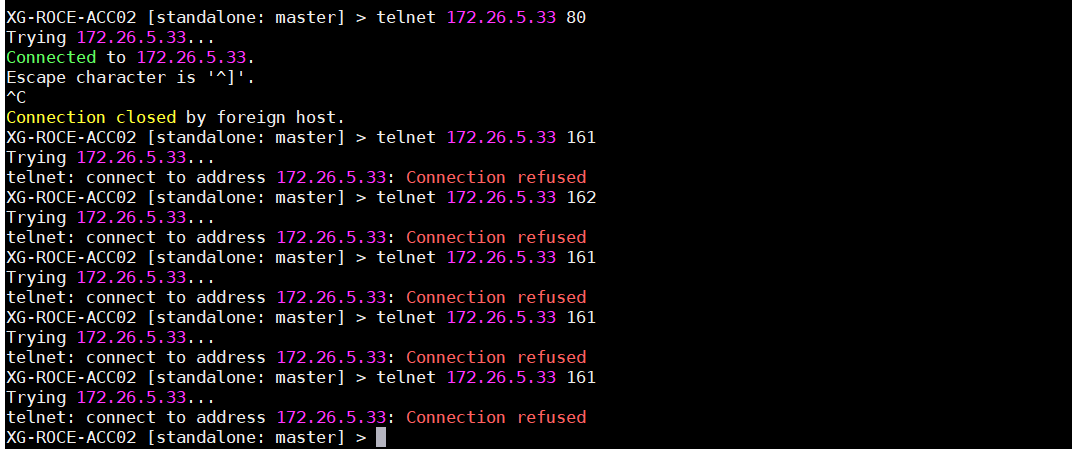 XG-ROCE-ACC02 [standalone: master] > telnet 172.26.5.33 80
Trying 172.26.5.33...
Connected to 172.26.5.33.
Escape character is '^]'.
^C
Connection closed by foreign host.
XG-ROCE-ACC02 [standalone: master] > telnet 172.26.5.33 161
Trying 172.26.5.33...
telnet: connect to address 172.26.5.33: Connection refused
XG-ROCE-ACC02 [standalone: master] > telnet 172.26.5.33 162
Trying 172.26.5.33...
telnet: connect to address 172.26.5.33: Connection refused
XG-ROCE-ACC02 [standalone: master] > telnet 172.26.5.33 161
Trying 172.26.5.33...
telnet: connect to address 172.26.5.33: Connection refused
XG-ROCE-ACC02 [standalone: master] > telnet 172.26.5.33 161
Trying 172.26.5.33...
telnet: connect to address 172.26.5.33: Connection refused
XG-ROCE-ACC02 [standalone: master] > telnet 172.26.5.33 161
Trying 172.26.5.33...
telnet: connect to address 172.26.5.33: Connection refused
XG-ROCE-ACC02 [standalone: master] >